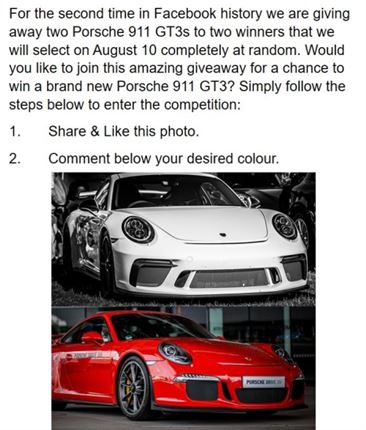 For the second time in Facebook history we are giving
away two Porsche 911 GT3s to two winners that we
will select on August 10 completely at random. Would
you like to join this amazing giveaway for a chance to
win a brand new Porsche 911 GT3? Simply follow the
steps below to enter the competition:
1. Share & Like this photo.
2. Comment below your desired colour.